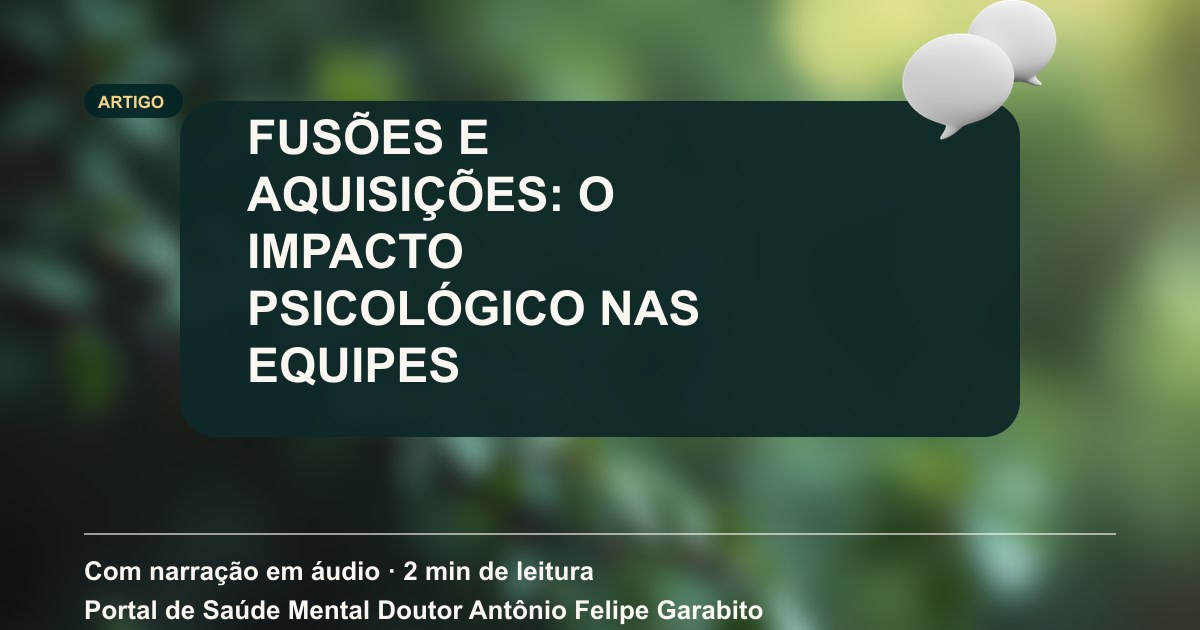 ARTIGO
FUSÕES E
AQUISIÇÕES: O
IMPACTO
PSICOLÓGICO NAS
EQUIPES
Com narração em áudio · 2 min de leitura
Portal de Saúde Mental Doutor Antônio Felipe Garabito